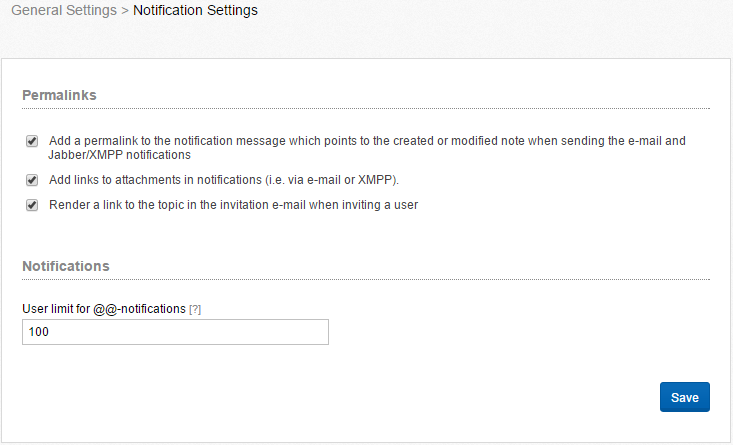 General Settings > Notification Settings
Permalinks
Add a permalink to the notification message which points to the created or modified note when sending the e-mail and
Jabber/XMPP notifications
Add links to attachments in notifications (i.e. via e-mail or XMPP).
Render a link to the topic in the invitation e-mail when inviting a user
Notifications
User limit for @@-notifications [?]
100
Save